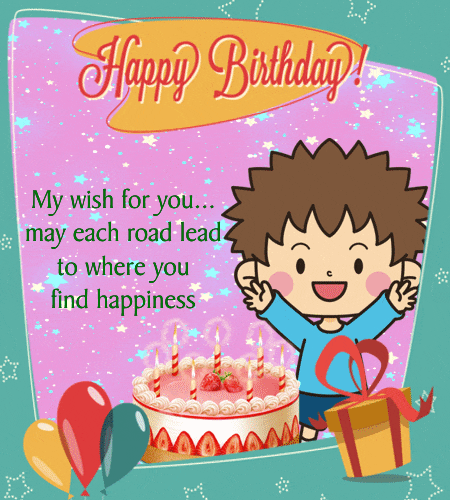 Happy Birthday!
My wish for you...
may each road lead
to where you
find happiness